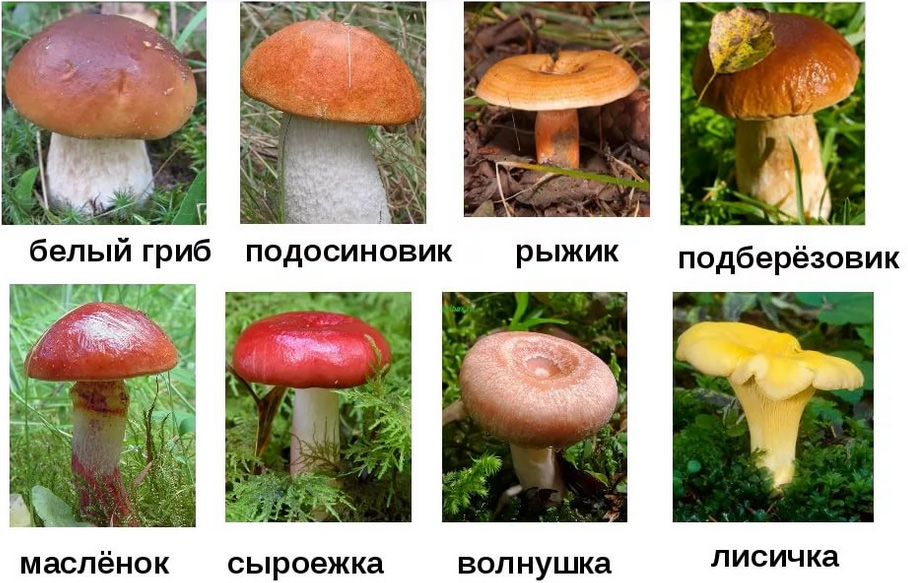 белый гриб
подосиновик
рыжик
подберёзовик
маслёнок
сыроежка
волнушка
лисичка